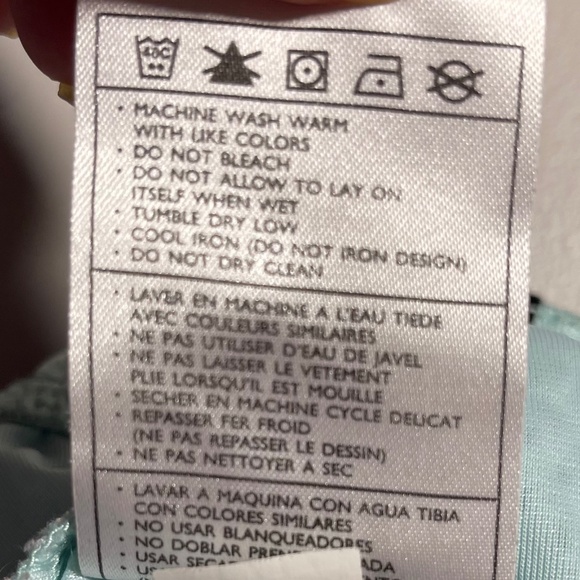 40C
• MACHINE WASH WARM
WITH LIKE COLORS
• DO NOT BLEACH
• DO NOT ALLOW TO LAY ON
ITSELF WHEN WET
• TUMBLE DRY LOW
• COOL IRON (DO NOT IRON DESIGN)
• DO NOT DRY CLEAN
• LAVER EN MACHINE A L'EAU TIEDE
AVEC COULEURS SIMILAIRES
• NE PAS UTILISER D'EAU DE JAVEL
• NE PAS LAISSER LE VETEMENT
PLIE LORSQU'IL EST MOUILLE
• SECHER EN MACHINE CYCLE DELICAT
• REPASSER FER FROID
(NE PAS REPASSER LE DESSIN)
• NE PAS NETTOYER A SEC
• LAVAR A MAQUINA CON AGUA TIBIA
CON COLORES SIMILARES
• NO USAR BLANQUEADORES
• NO DOBLAR
• USAR